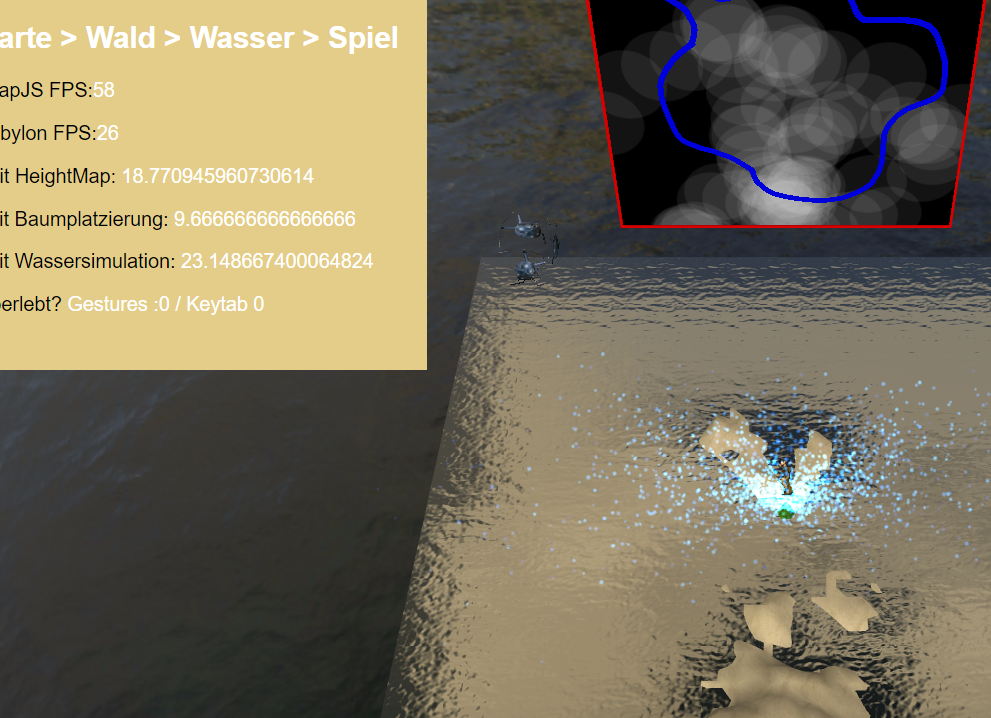 arte > Wald > Wasser > Spiel
apJS FPS:58
bylon FPS:26
it HeightMap: 18.770945960730614
it Baumplatzierung: 9.666666666666666
it Wassersimulation: 23.148667400064824
erlebt? Gestures :0 / Keytab 0